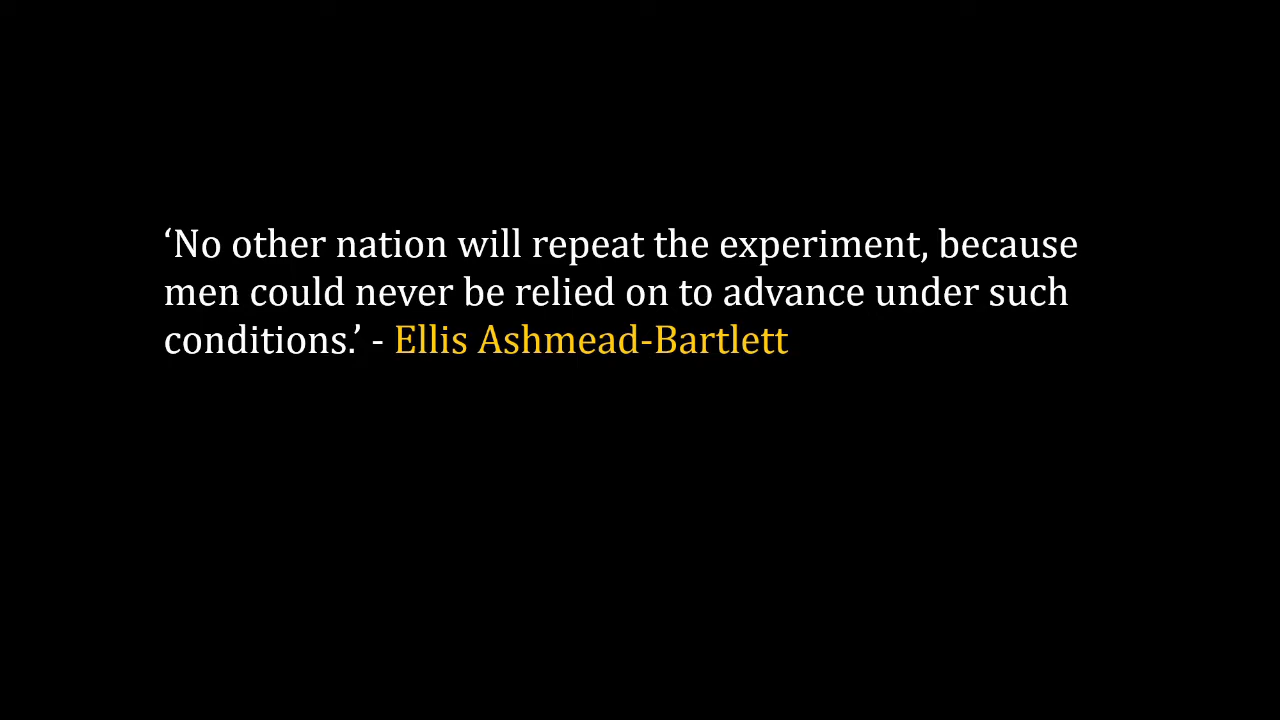 ‘No other nation will repeat the experiment, because
men could never be relied on to advance under such
conditions.’ - Ellis Ashmead-Bartlett